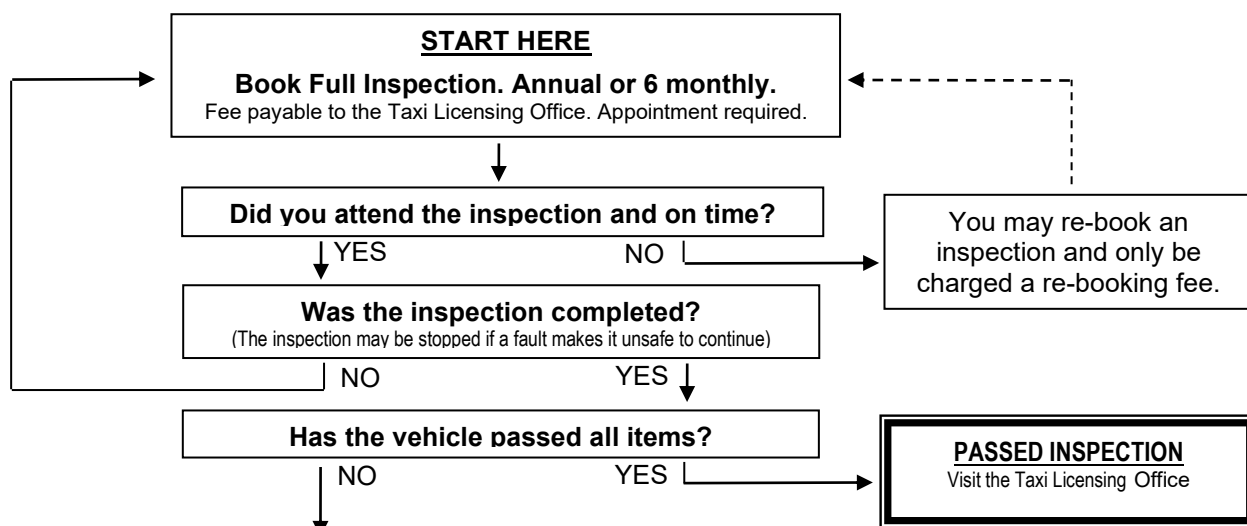 START HERE
Book Full Inspection. Annual or 6 monthly.
Fee payable to the Taxi Licensing Office. Appointment required.
Did you attend the inspection and on time?
YES
NO
You may re-book an
inspection and only be
charged a re-booking fee.
Was the inspection completed?
(The inspection may be stopped if a fault makes it unsafe to continue)
NO
YES
Has the vehicle passed all items?
NO
YES
PASSED INSPECTION
Visit the Taxi Licensing Office